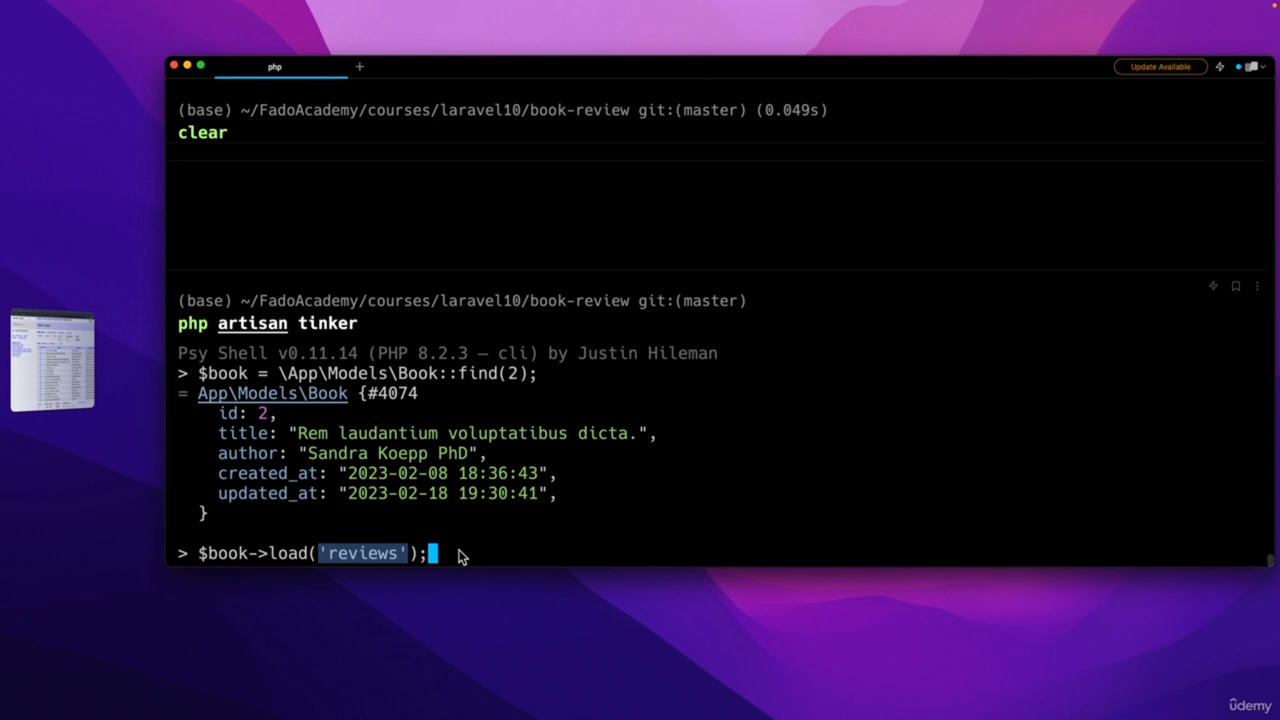 php
+
Update Available
(base) ~/FadoAcademy/courses/laravel10/book-review git:(master) (0.049s)
clear
(base) ~/FadoAcademy/courses/laravel10/book-review git:(master)
php artisan tinker
Psy Shell v0.11.14 (PHP 8.2.3 — cli) by Justin Hileman
> $book = \App\Models\Book::find(2);
= App\Models\Book {#4074
id: 2,
title: "Rem laudantium voluptatibus dicta.",
author: "Sandra Koepp PhD",
created_at: "2023-02-08 18:36:43",
updated_at: "2023-02-18 19:30:41",
}
> $book->load('reviews');
ûdemy